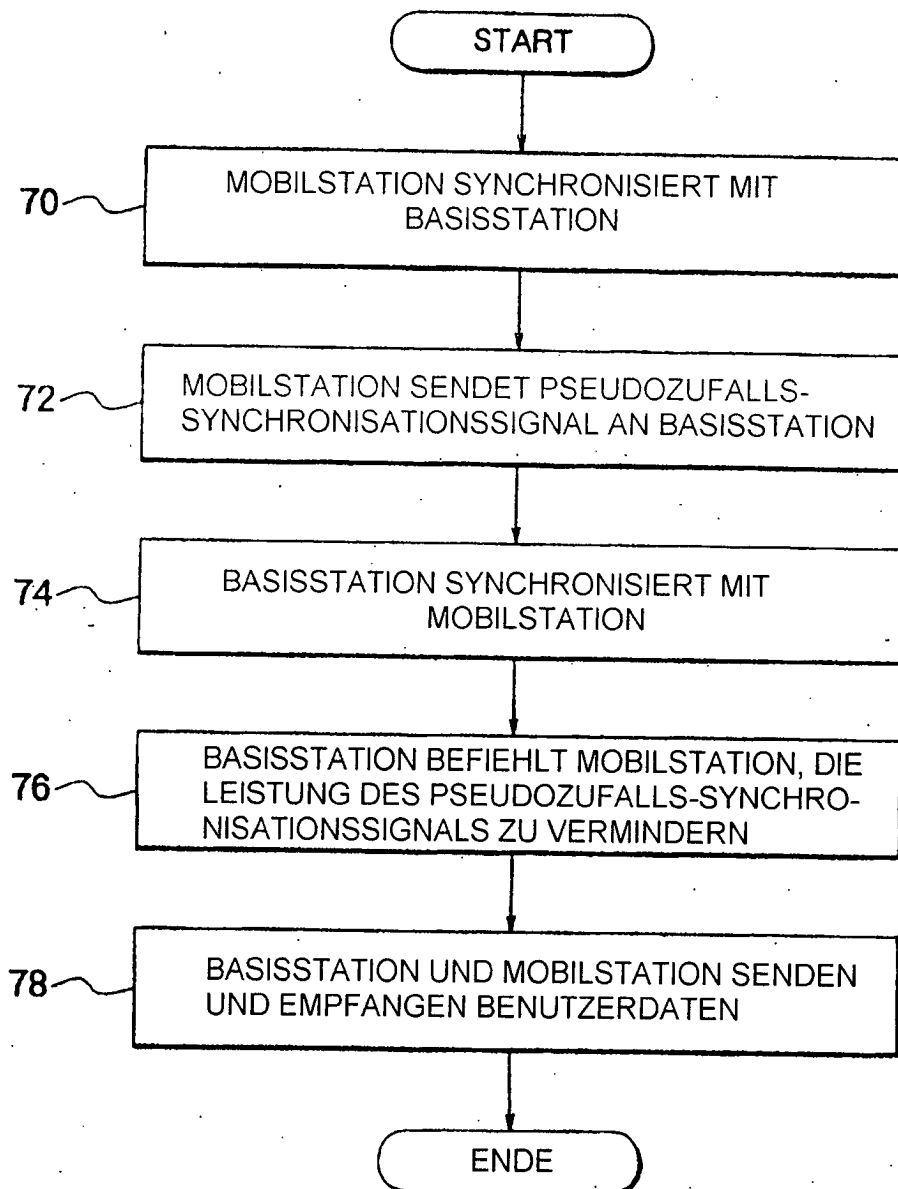 START
70
MOBILSTATION SYNCHRONISIERT MIT
BASISSTATION
72
MOBILSTATION SENDET PSEUDOZUFALLS-
SYNCHRONISATIONSSIGNAL AN BASISSTATION
74
BASISSTATION SYNCHRONISIERT MIT
MOBILSTATION
76
BASISSTATION BEFIEHLT MOBILSTATION, DIE
LEISTUNG DES PSEUDOZUFALLS-SYNCHRO-
NISATIONSSIGNALS ZU VERMINDERN
78
BASISSTATION UND MOBILSTATION SENDEN
UND EMPFANGEN BENUTZERDATEN
ENDE